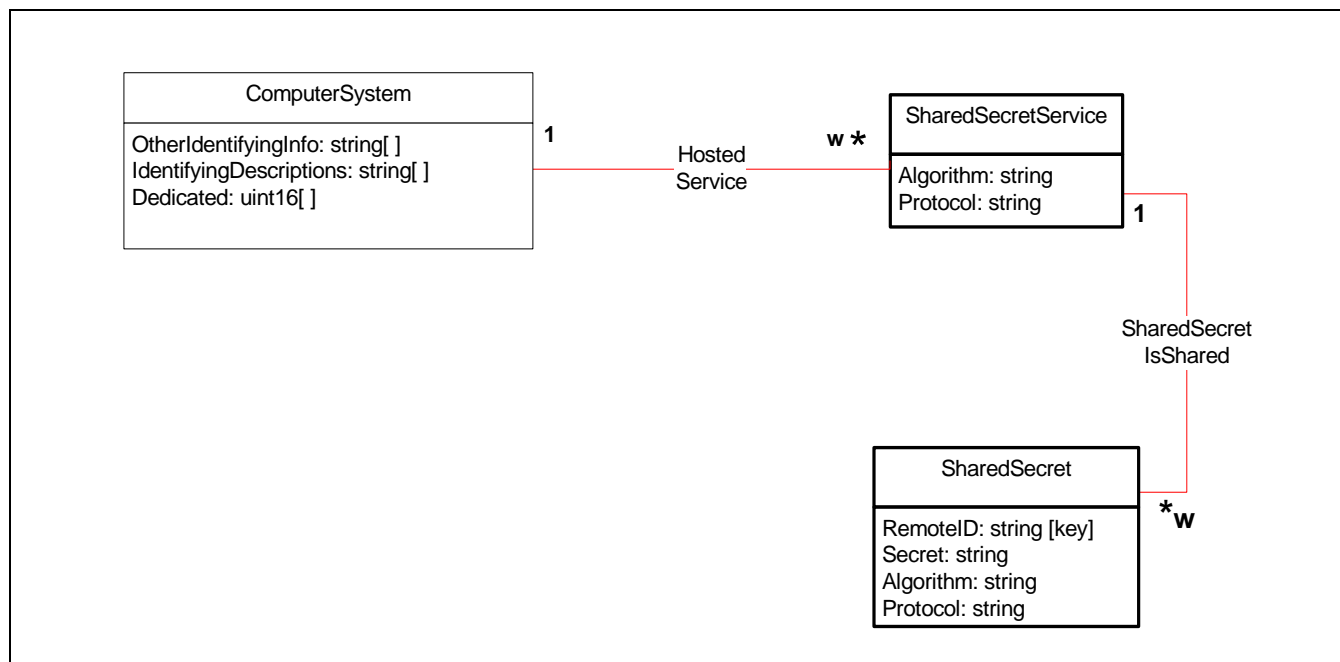 ComputerSystem
OtherIdentifyingInfo: string[ ]
IdentifyingDescriptions: string[ ]
Dedicated: uint16[ ]
1
Hosted
Service
w *
SharedSecretService
Algorithm: string
Protocol: string
1
SharedSecret
IsShared
SharedSecret
RemoteID: string [key]
Secret: string
Algorithm: string
Protocol: string
*w